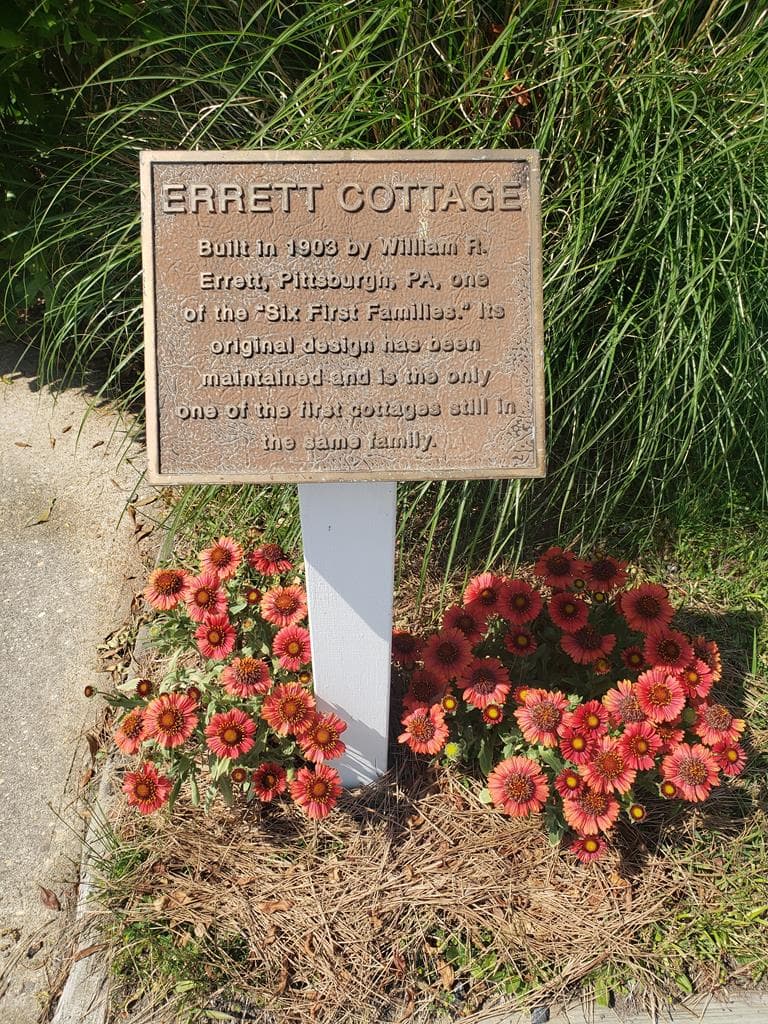 ERRETT COTTAGE
Built in 1903 by William R.
Errett, Pittsburgh, PA, one
of the "Six First Families." Its
original design has been
maintained and is the only
one of the first cottages still in
the same family.